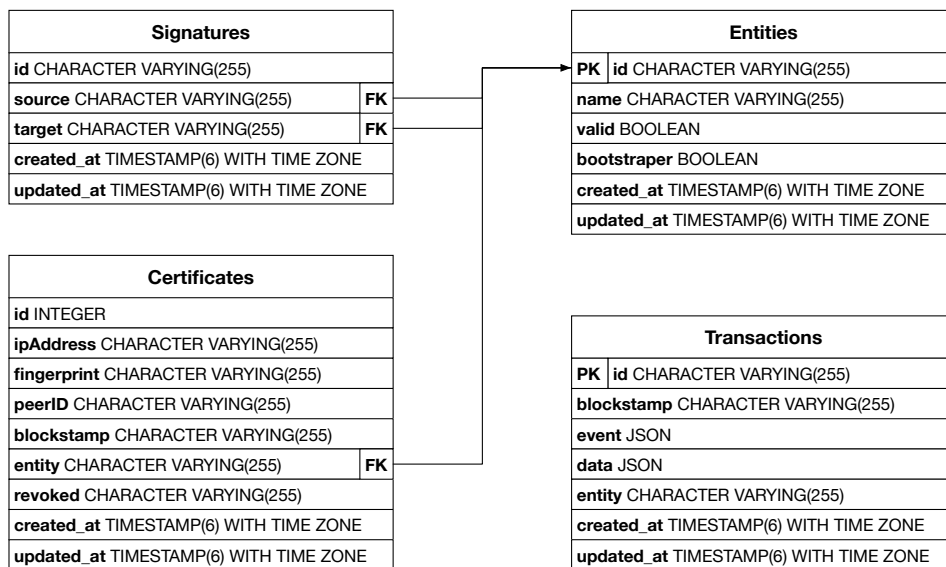 Signatures
id CHARACTER VARYING(255)
source CHARACTER VARYING(255) FK
target CHARACTER VARYING(255) FK
created_at TIMESTAMP(6) WITH TIME ZONE
updated_at TIMESTAMP(6) WITH TIME ZONE
Entities
PK id CHARACTER VARYING(255)
name CHARACTER VARYING(255)
valid BOOLEAN
bootstraper BOOLEAN
created_at TIMESTAMP(6) WITH TIME ZONE
updated_at TIMESTAMP(6) WITH TIME ZONE
Certificates
id INTEGER
ipAddress CHARACTER VARYING(255)
fingerprint CHARACTER VARYING(255)
peerID CHARACTER VARYING(255)
blockstamp CHARACTER VARYING(255)
entity CHARACTER VARYING(255) FK
revoked CHARACTER VARYING(255)
created_at TIMESTAMP(6) WITH TIME ZONE
updated_at TIMESTAMP(6) WITH TIME ZONE
Transactions
PK id CHARACTER VARYING(255)
blockstamp CHARACTER VARYING(255)
event JSON
data JSON
entity CHARACTER VARYING(255)
created_at TIMESTAMP(6) WITH TIME ZONE
updated_at TIMESTAMP(6) WITH TIME ZONE